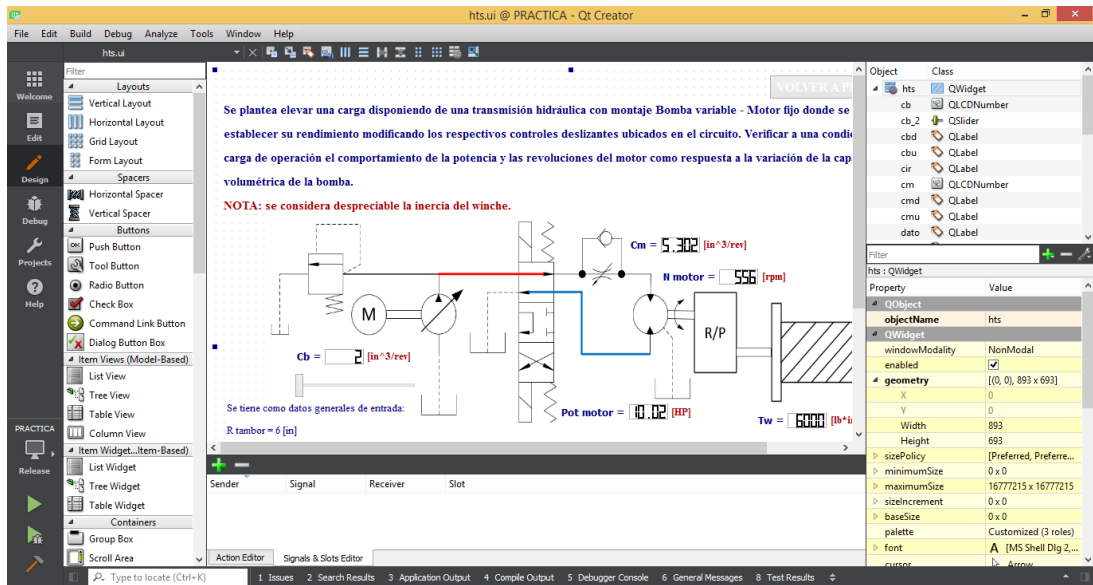 hts.ui @ PRACTICA - Qt Creator
File Edit Build Debug Analyze Tools Window Help
hts.ui
Welcome
Edit
Design
Debug
Projects
Help
PRACTICA
Release
Filter
Layouts
Vertical Layout
Horizontal Layout
Grid Layout
Form Layout
Spacers
Horizontal Spacer
Vertical Spacer
Buttons
Push Button
Tool Button
Radio Button
Check Box
Command Link Button
Dialog Button Box
Item Views (Model-Based)
List View
Tree View
Table View
Column View
Item Widget...Item-Based)
List Widget
Tree Widget
Table Widget
Containers
Group Box
Scroll Area
VOLVER A P
Se plantea elevar una carga disponiendo de una transmisión hidráulica con montaje Bomba variable - Motor fijo donde se
establecer su rendimiento modificando los respectivos controles deslizantes ubicados en el circuito. Verificar a una condi
carga de operación el comportamiento de la potencia y las revoluciones del motor como respuesta a la variación de la cap
volumétrica de la bomba.
NOTA: se considera despreciable la inercia del winche.
Cm = 5.302 [in^3/rev]
N motor = 556 [rpm]
M
R/P
Cb = 2 [in^3/rev]
Se tiene como datos generales de entrada:
R tambor = 6 [in]
Pot motor = 10.02 [HP]
Tw = 6000 [lb*i
Sender Signal Receiver Slot
Action Editor Signals & Slots Editor
Object Class
hts QWidget
cb QLCDNumber
cb_2 QSlider
cbd QLabel
cbu QLabel
cir QLabel
cm QLCDNumber
cmd QLabel
cmu QLabel
dato QLabel
Filter
hts : QWidget
Property Value
QObject
objectName hts
QWidget
windowModality NonModal
enabled
geometry [(0, 0), 893 x 693]
X 0
Y 0
Width 893
Height 693
sizePolicy [Preferred, Preferre...
minimumSize 0 x 0
maximumSize 16777215 x 16777215
sizeIncrement 0 x 0
baseSize 0 x 0
palette Customized (3 roles)
font A [MS Shell Dlg 2,...
cursor Arrow
Type to locate (Ctrl+K) 1 Issues 2 Search Results 3 Application Output 4 Compile Output 5 Debugger Console 6 General Messages 8 Test Results